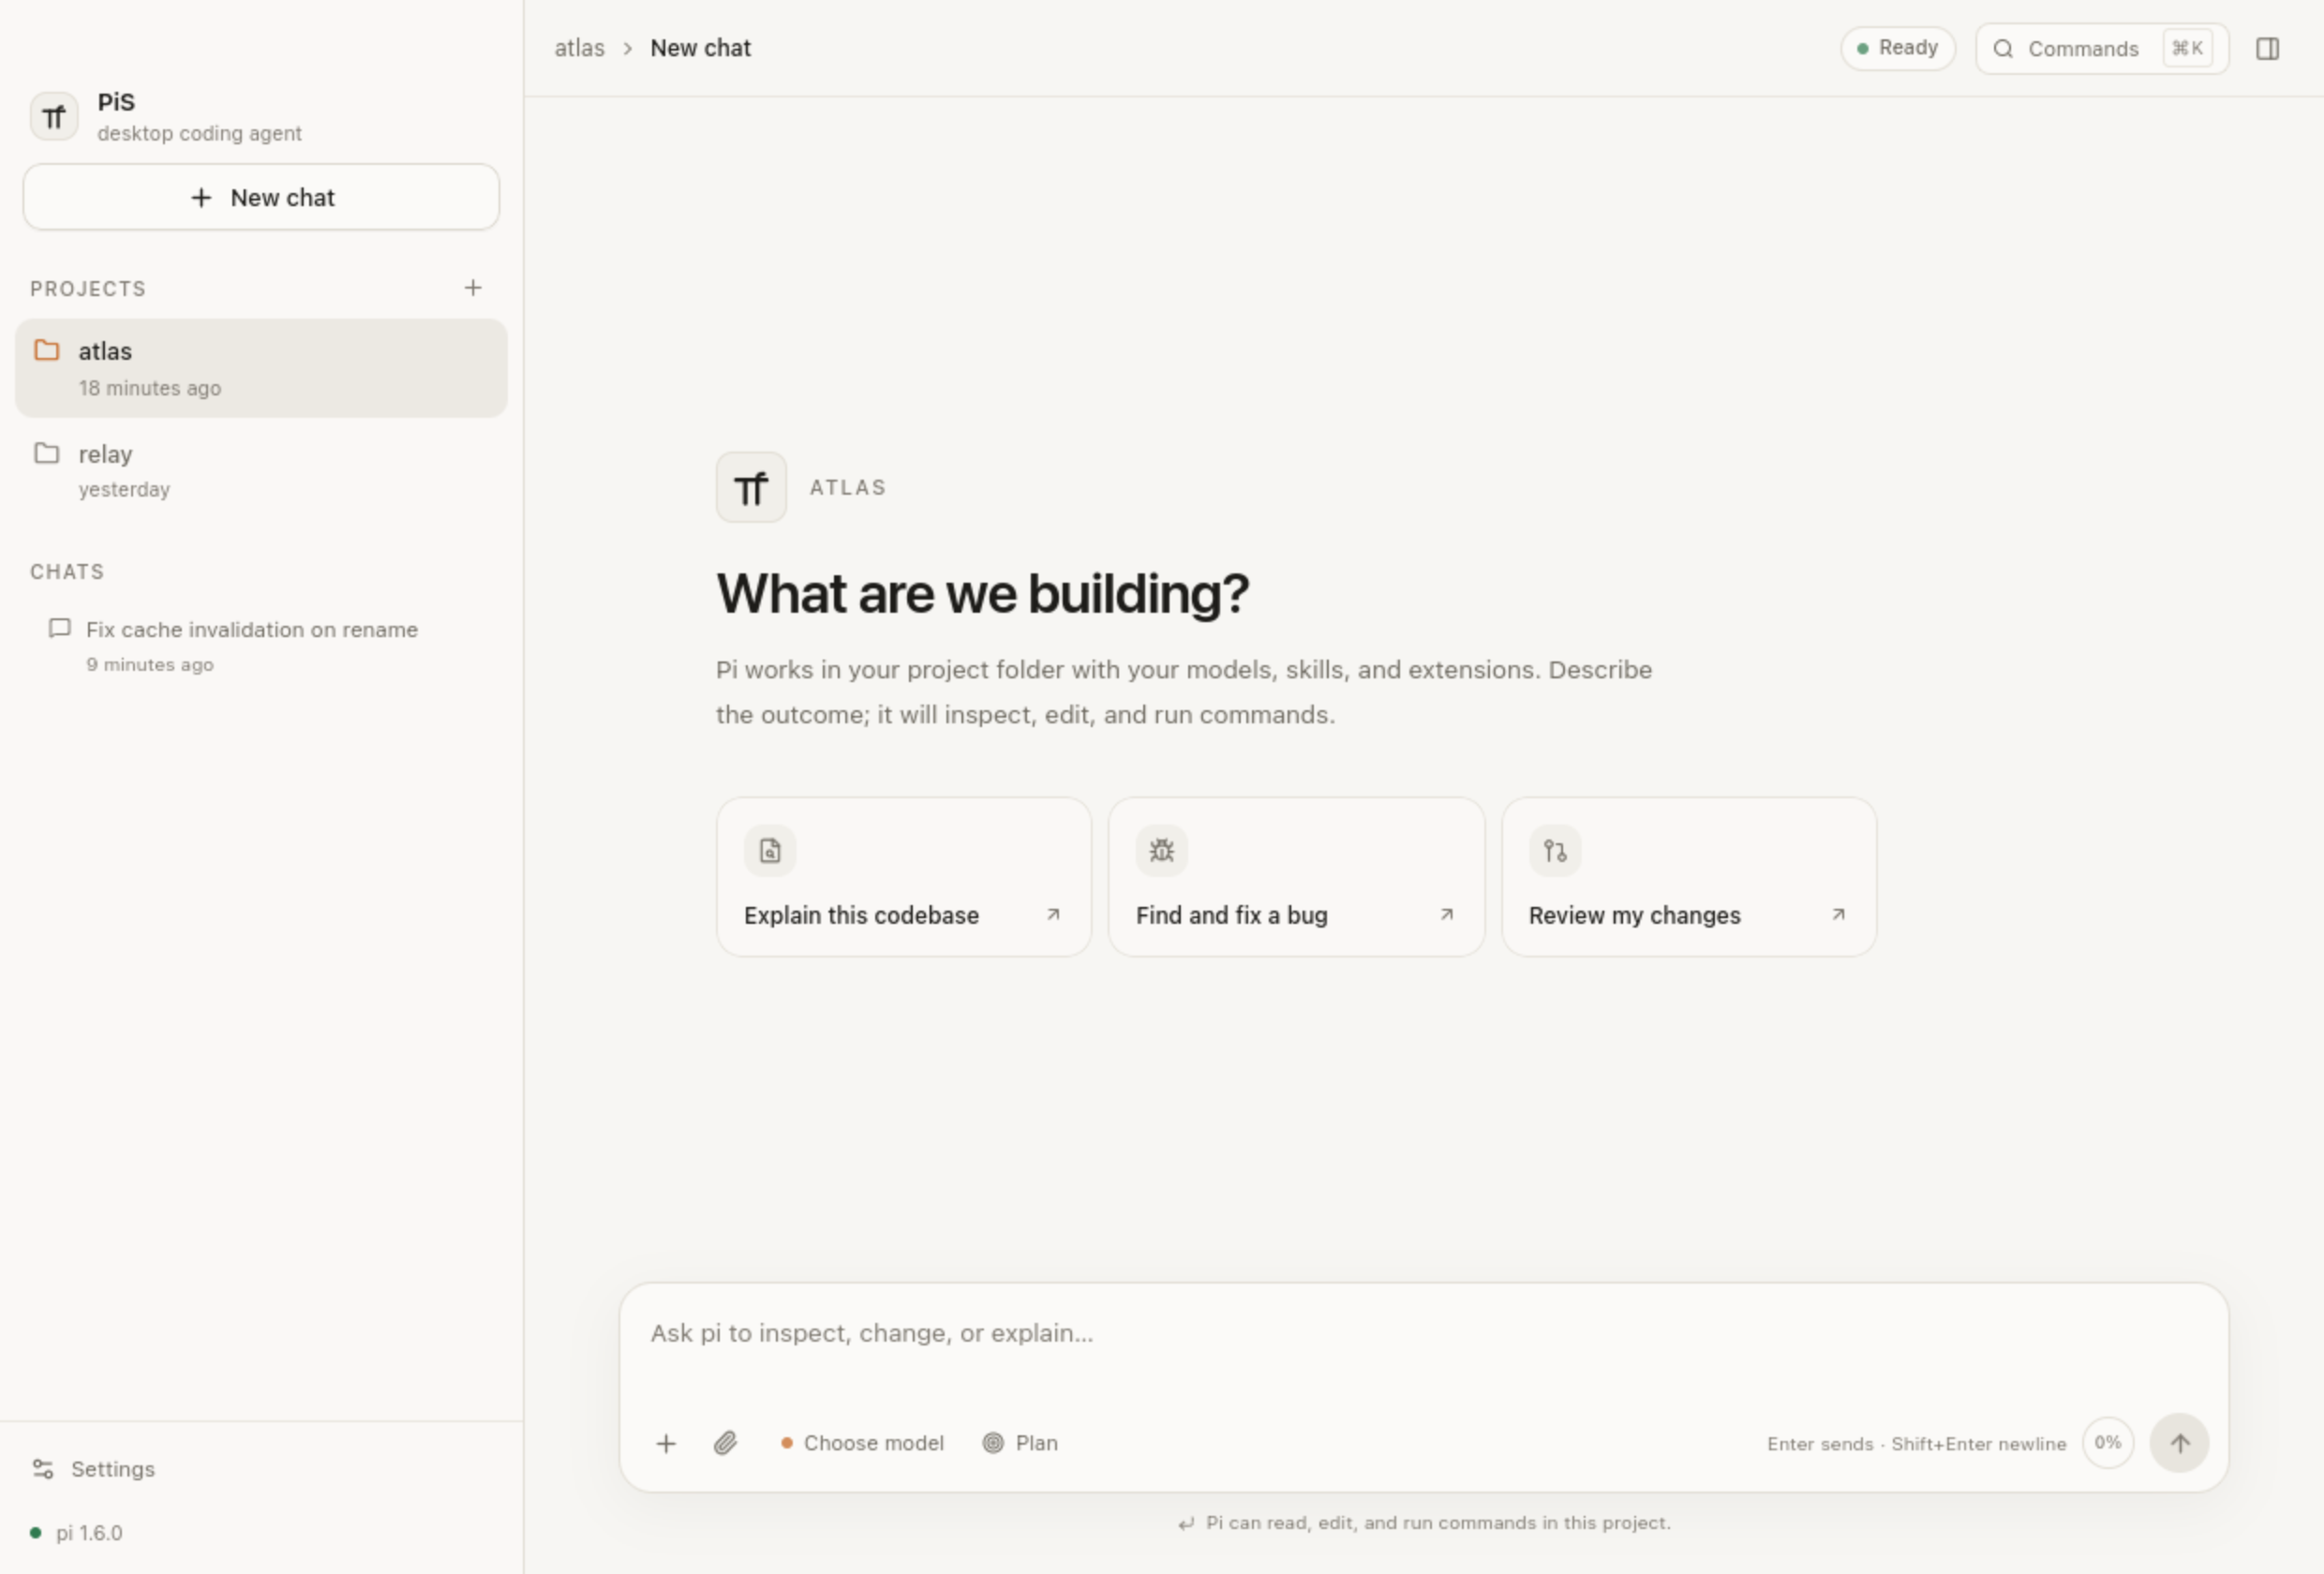 PiS
desktop coding agent
New chat
PROJECTS
atlas
18 minutes ago
relay
yesterday
CHATS
Fix cache invalidation on rename
9 minutes ago
Settings
pi 1.6.0
atlas > New chat
Ready
Commands ⌘K
ATLAS
What are we building?
Pi works in your project folder with your models, skills, and extensions. Describe
the outcome; it will inspect, edit, and run commands.
Explain this codebase
Find and fix a bug
Review my changes
Ask pi to inspect, change, or explain...
Choose model
Plan
Enter sends · Shift+Enter newline
0%
Pi can read, edit, and run commands in this project.